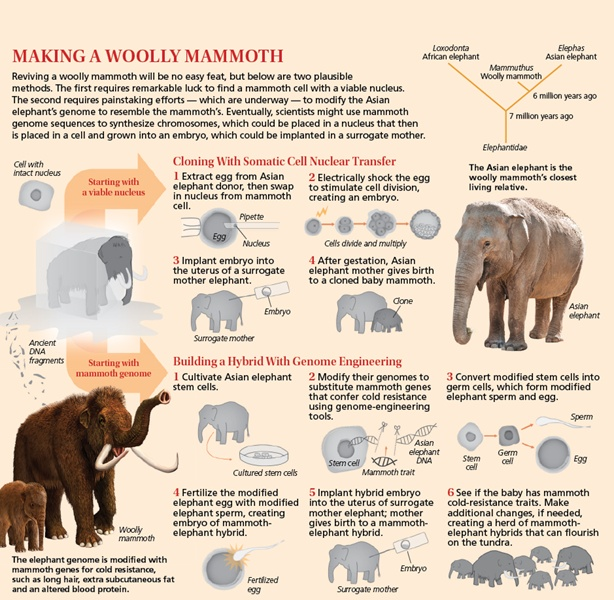 MAKING A WOOLLY MAMMOTH
Reviving a woolly mammoth will be no easy feat, but below are two plausible
methods. The first requires remarkable luck to find a mammoth cell with a viable nucleus.
The second requires painstaking efforts — which are underway — to modify the Asian
elephant's genome to resemble the mammoth's. Eventually, scientists might use mammoth
genome sequences to synthesize chromosomes, which could be placed in a nucleus that then
is placed in a cell and grown into an embryo, which could be implanted in a surrogate mother.
Loxodonta
African elephant
Mammuthus
Woolly mammoth
Elephas
Asian elephant
6 million years ago
7 million years ago
Elephantidae
The Asian elephant is the
woolly mammoth's closest
living relative.
Asian
elephant
Cell with
intact nucleus
Starting with
a viable nucleus
Cloning With Somatic Cell Nuclear Transfer
1 Extract egg from Asian
elephant donor, then swap
in nucleus from mammoth
cell.
Pipette
Egg
Nucleus
2 Electrically shock the egg
to stimulate cell division,
creating an embryo.
Cells divide and multiply
3 Implant embryo into
the uterus of a surrogate
mother elephant.
Embryo
Surrogate mother
4 After gestation, Asian
elephant mother gives birth
to a cloned baby mammoth.
Clone
Ancient
DNA
fragments
Starting with
mammoth genome
Building a Hybrid With Genome Engineering
1 Cultivate Asian elephant
stem cells.
Cultured stem cells
2 Modify their genomes to
substitute mammoth genes
that confer cold resistance
using genome-engineering
tools.
Stem cell
Asian
elephant
DNA
Mammoth trait
3 Convert modified stem cells into
germ cells, which form modified
elephant sperm and egg.
Sperm
Stem
cell
Germ
cell
Egg
4 Fertilize the modified
elephant egg with modified
elephant sperm, creating
embryo of mammoth-
elephant hybrid.
Fertilized
egg
5 Implant hybrid embryo
into the uterus of surrogate
mother elephant; mother
gives birth to a mammoth-
elephant hybrid.
Embryo
Surrogate mother
6 See if the baby has mammoth
cold-resistance traits. Make
additional changes, if needed,
creating a herd of mammoth-
elephant hybrids that can flourish
on the tundra.
Woolly
mammoth
The elephant genome is modified with
mammoth genes for cold resistance,
such as long hair, extra subcutaneous fat
and an altered blood protein.